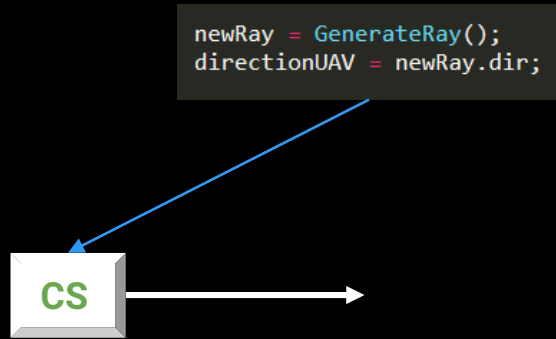 newRay = GenerateRay();
directionUAV = newRay.dir;
CS